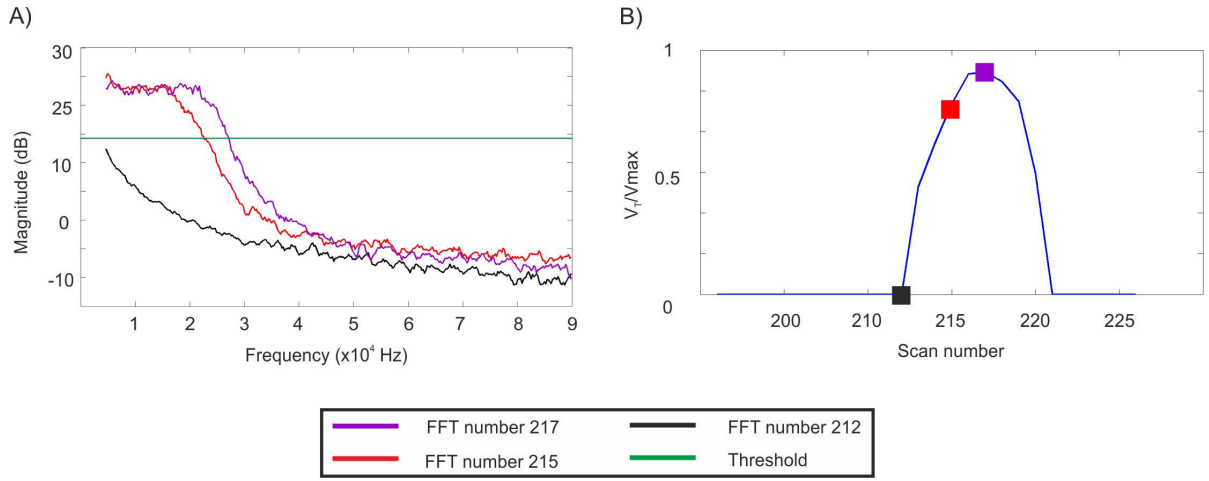 A)
30
25
10
0
-10
Magnitude (dB)
1 2 3 4 5 6 7 8 9
Frequency (x10⁴ Hz)
B)
1
0.5
0
V_T/Vmax
200 210 215 220 225
Scan number
FFT number 217
FFT number 212
FFT number 215
Threshold